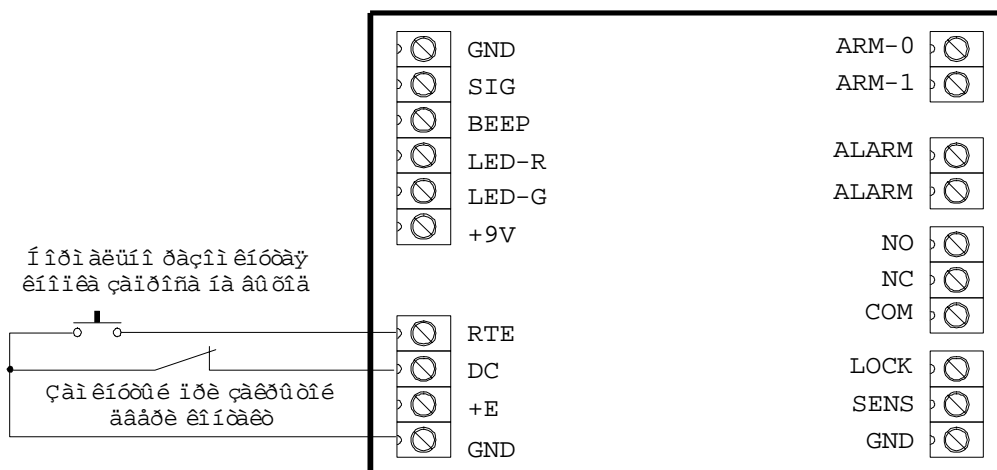 GND
SIG
BEEP
LED-R
LED-G
+9V
Íîðìàëüíî ðàçîìêíóòàÿ
êíîïêà çàïðîñà íà âûõîä
RTE
DC
+E
GND
Çàìêíóòûé ïðè çàêðûòîé
äâåðè êîíòàêò
ARM-0
ARM-1
ALARM
ALARM
NO
NC
COM
LOCK
SENS
GND